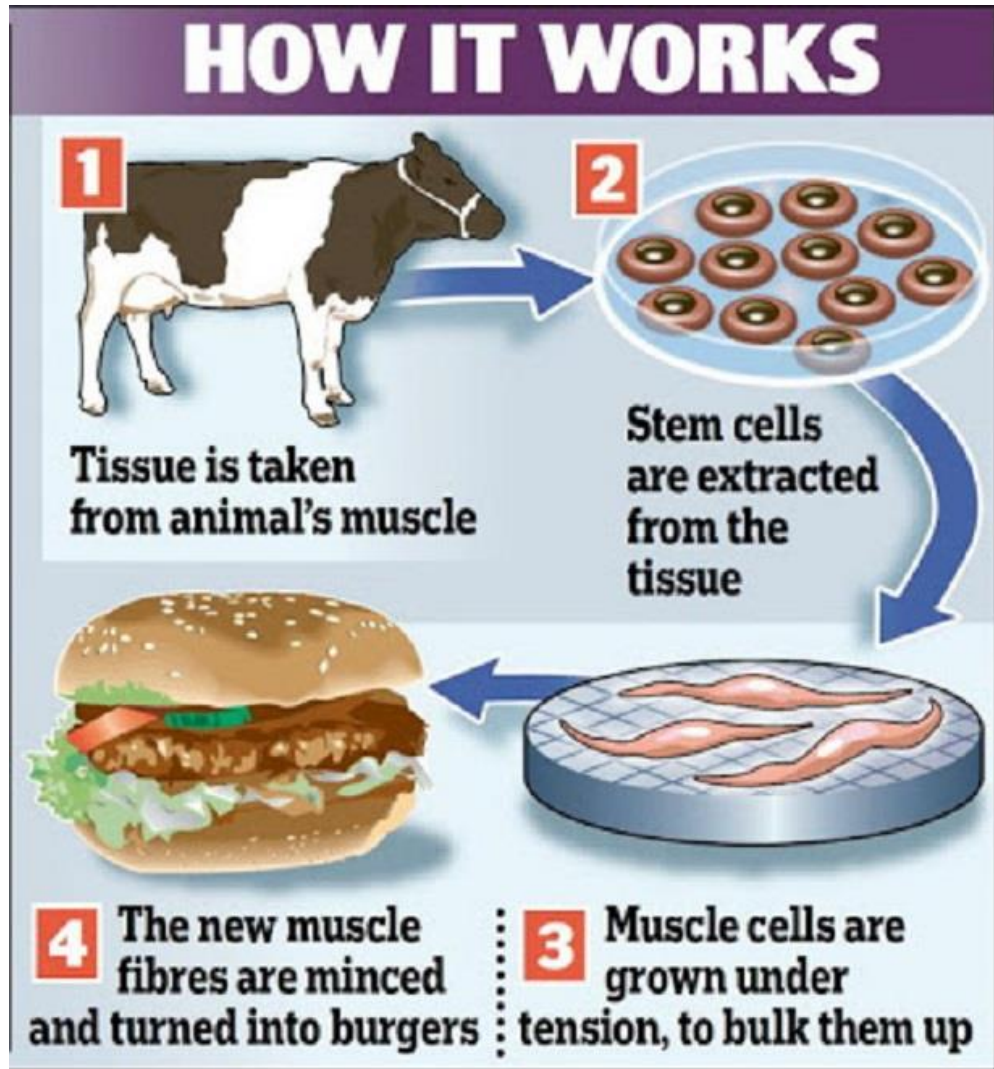 HOW IT WORKS
1
Tissue is taken
from animal's muscle
2
Stem cells
are extracted
from the
tissue
3 Muscle cells are
grown under
tension, to bulk them up
4 The new muscle
fibres are minced
and turned into burgers